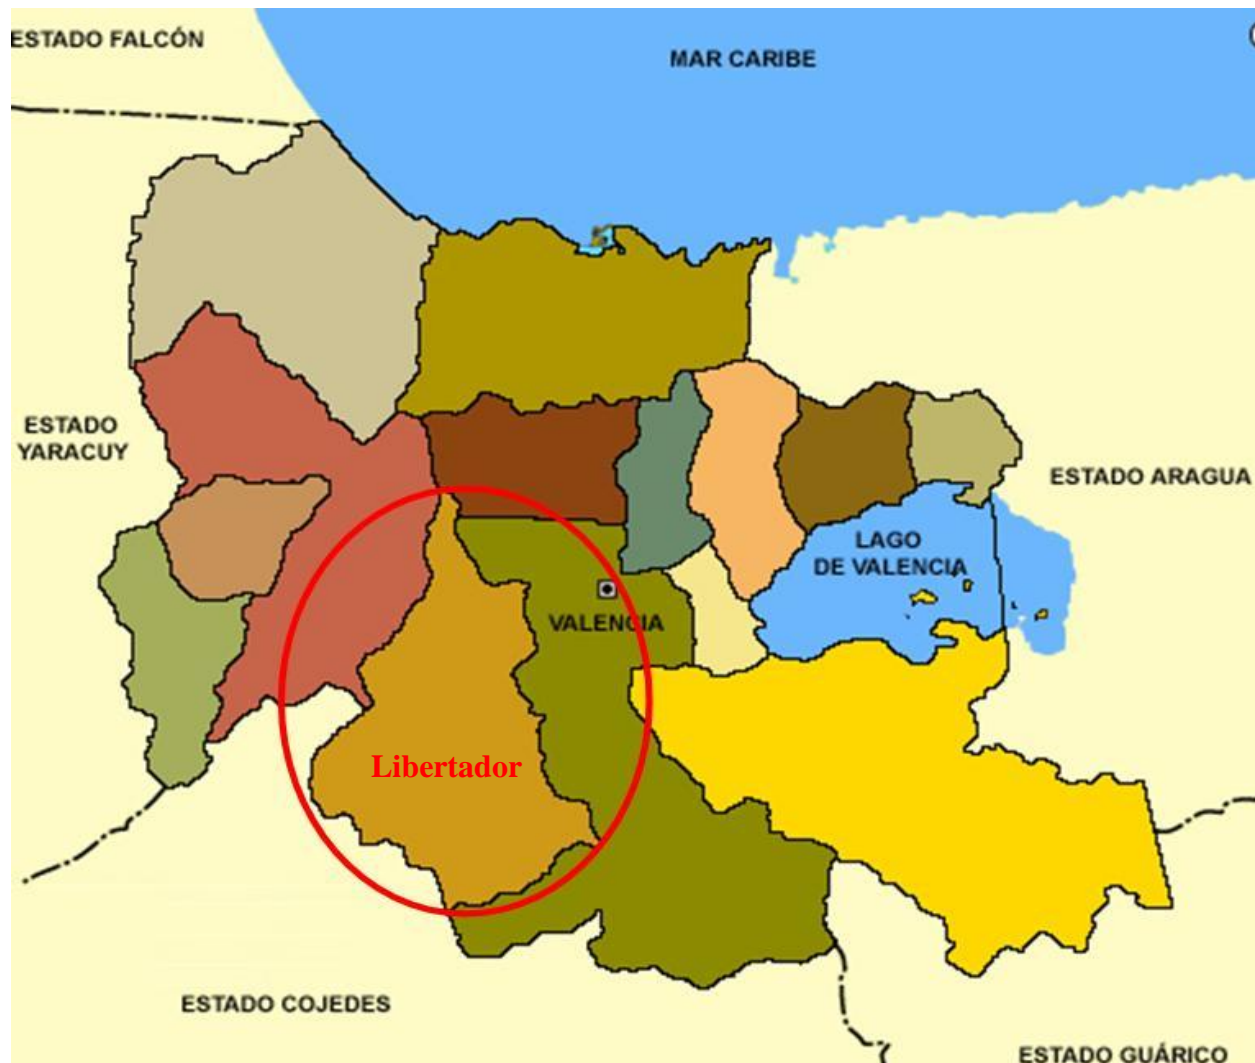 ESTADO FALCÓN
MAR CARIBE
ESTADO
YARACUY
ESTADO ARAGUA
LAGO
DE VALENCIA
VALENCIA
Libertador
ESTADO COJEDES
ESTADO GUÁRICO